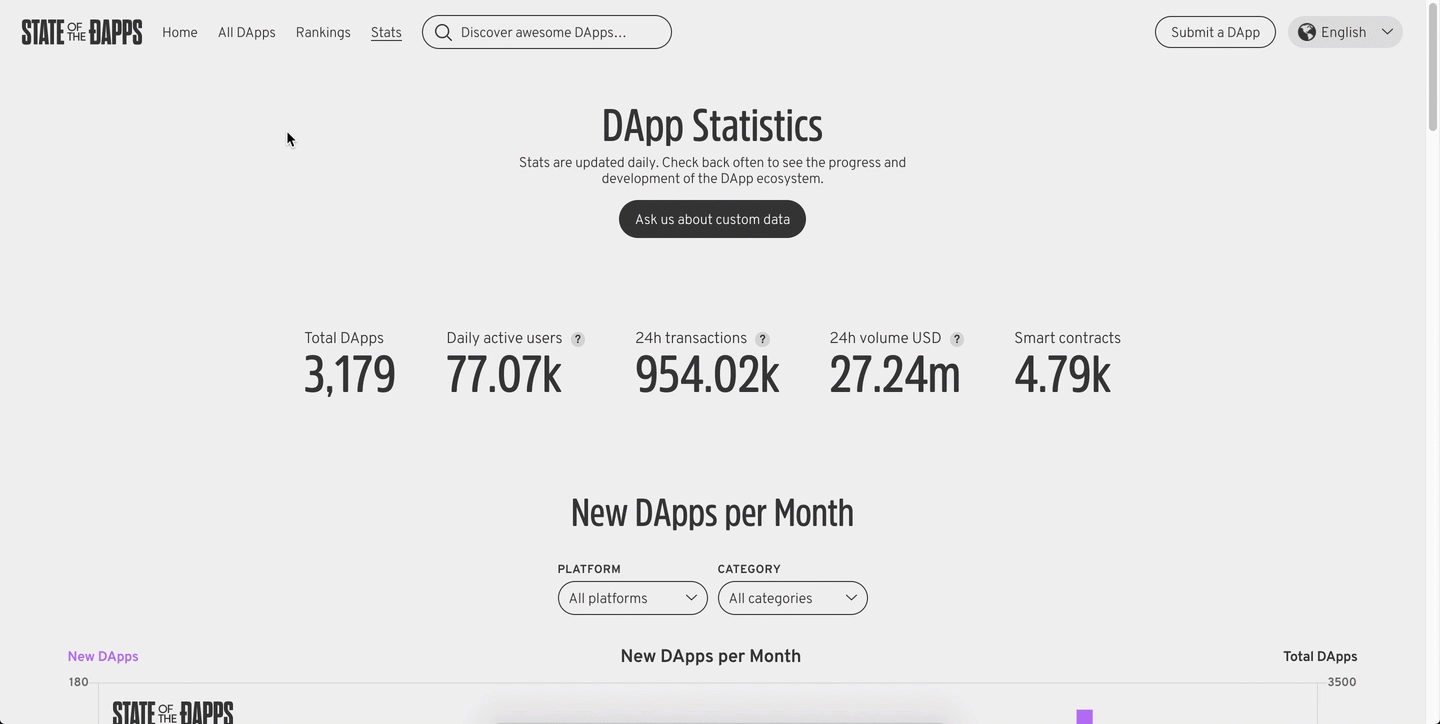 STATE OF THE ĐAPPS
Home
All DApps
Rankings
Stats
Discover awesome DApps...
Submit a DApp
English
DApp Statistics
Stats are updated daily. Check back often to see the progress and
development of the DApp ecosystem.
Ask us about custom data
Total DApps
3,179
Daily active users ?
77.07k
24h transactions ?
954.02k
24h volume USD ?
27.24m
Smart contracts
4.79k
New DApps per Month
PLATFORM
All platforms
CATEGORY
All categories
New DApps
New DApps per Month
Total DApps
180
3500
STATE OF THE ĐAPPS